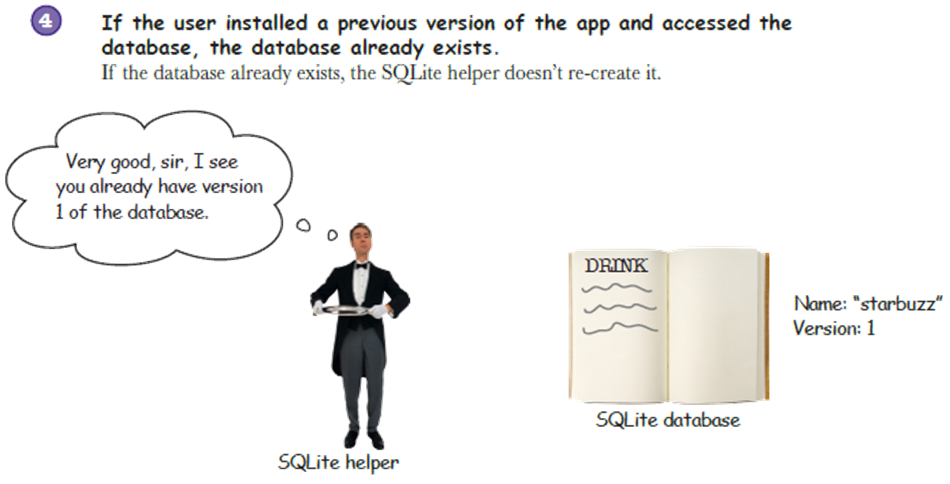 4
If the user installed a previous version of the app and accessed the
database, the database already exists.
If the database already exists, the SQLite helper doesn't re-create it.
Very good, sir, I see
you already have version
1 of the database.
DRINK
Name: "starbuzz"
Version: 1
SQLite database
SQLite helper